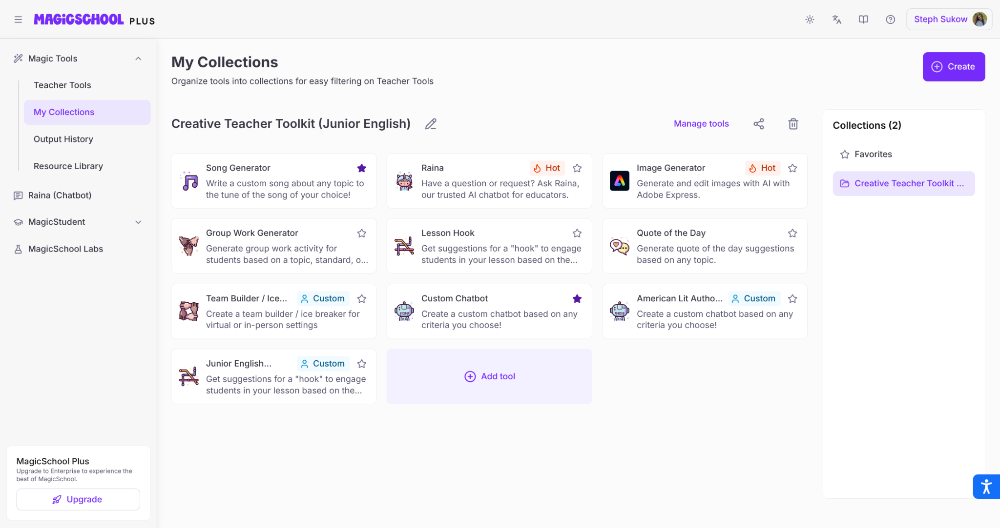 MAGICSCHOOL PLUS
Steph Sukow
Magic Tools
Teacher Tools
My Collections
Output History
Resource Library
Raina (Chatbot)
MagicStudent
MagicSchool Labs
MagicSchool Plus
Upgrade to Enterprise to experience the
best of MagicSchool.
Upgrade
My Collections
Organize tools into collections for easy filtering on Teacher Tools
Create
Creative Teacher Toolkit (Junior English)
Manage tools
Song Generator
Write a custom song about any topic to
the tune of the song of your choice!
Raina
Hot
Have a question or request? Ask Raina,
our trusted AI chatbot for educators.
Image Generator
Hot
Generate and edit images with AI with
Adobe Express.
Group Work Generator
Generate group work activity for
students based on a topic, standard, o...
Lesson Hook
Get suggestions for a "hook" to engage
students in your lesson based on the...
Quote of the Day
Generate quote of the day suggestions
based on any topic.
Team Builder / Ice...
Custom
Create a team builder / ice breaker for
virtual or in-person settings
Custom Chatbot
Create a custom chatbot based on any
criteria you choose!
American Lit Autho...
Custom
Create a custom chatbot based on any
criteria you choose!
Junior English...
Custom
Get suggestions for a "hook" to engage
students in your lesson based on the...
Add tool
Collections (2)
Favorites
Creative Teacher Toolkit ...